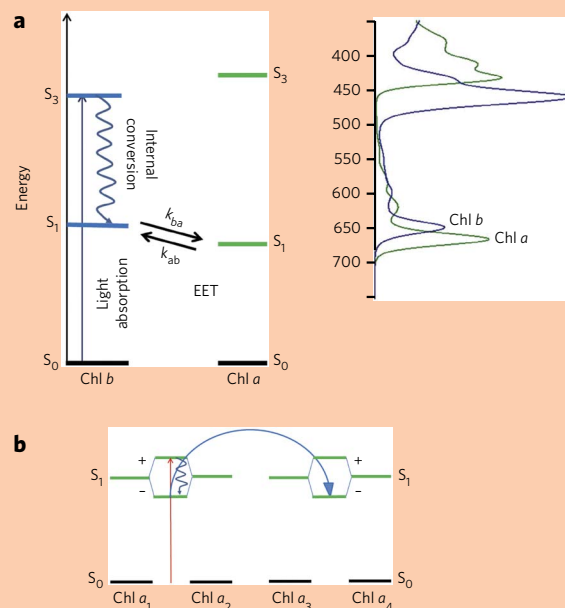 a
Energy
S3
S1
S0
Light absorption
Internal conversion
kba
kab
EET
S3
S1
S0
Chl b
Chl a
400
450
500
550
600
650
700
Chl b
Chl a
b
S1
S0
+
−
+
−
S1
S0
Chl a1
Chl a2
Chl a3
Chl a4